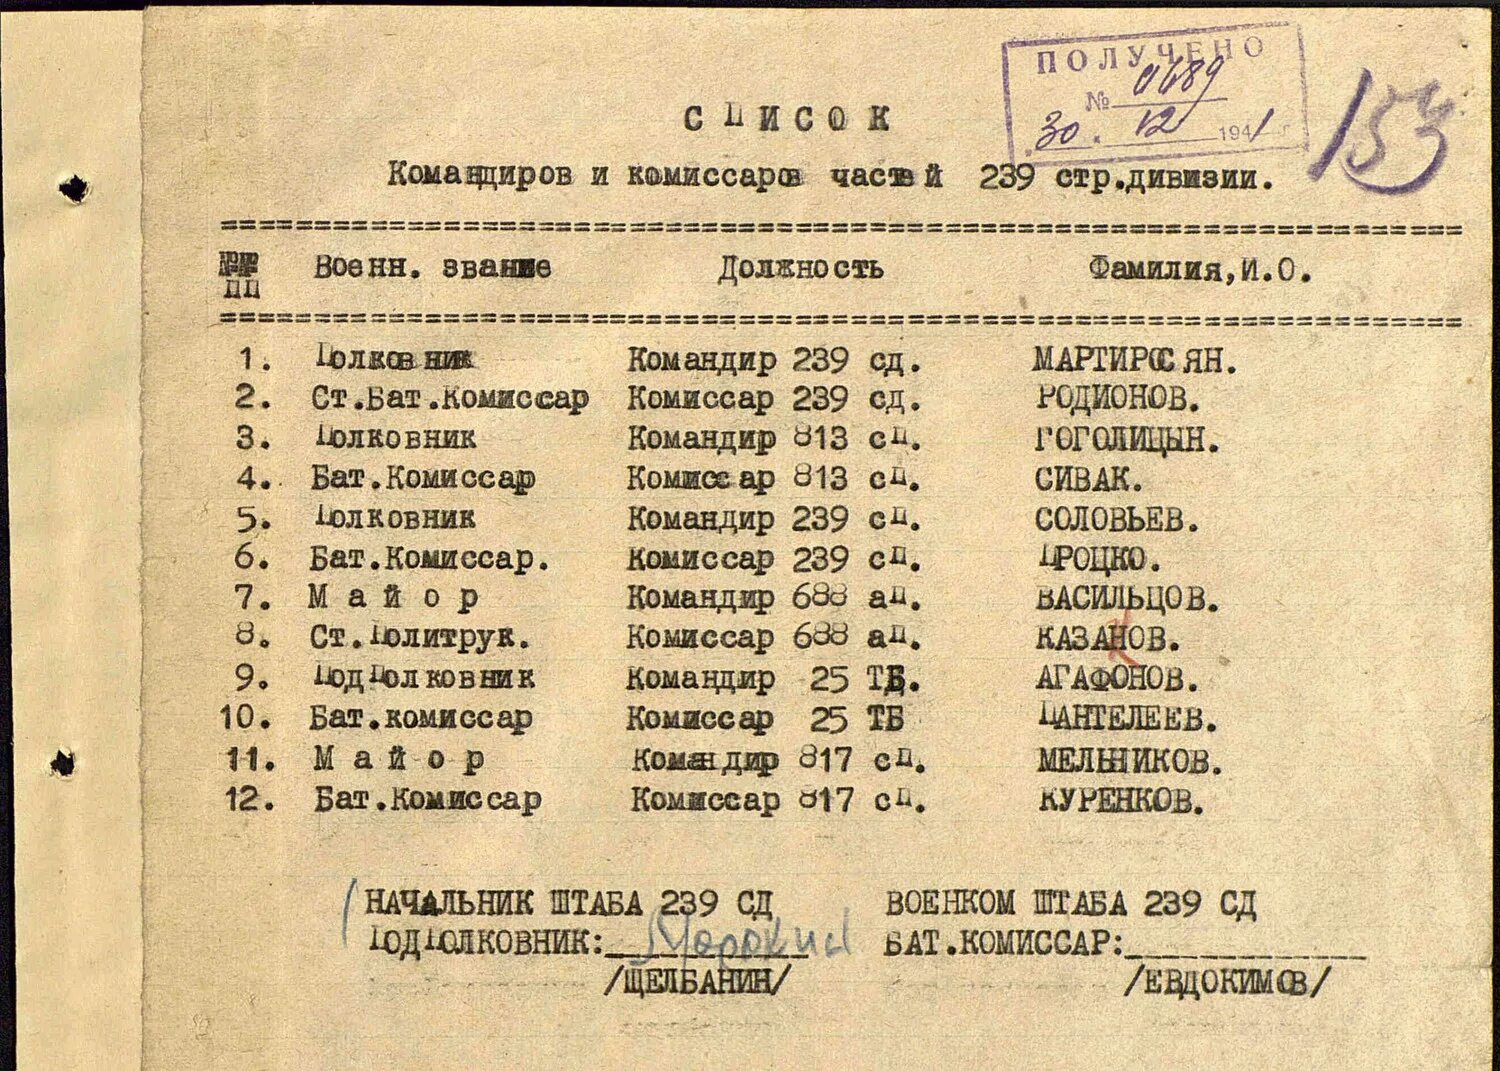 ПОЛУЧЕНО
№ 0489
30. 12 1941 г
153
СПИСОК
Командиров и комиссаров частей 239 стр.дивизии.
№№ Военн. звание Должность Фамилия,И.О.
ПП
1. Полковник Командир 239 сд. МАРТИРОСЯН.
2. Ст.Бат.Комиссар Комиссар 239 сд. РОДИОНОВ.
3. Полковник Командир 813 сп. ГОГОЛИЦЫН.
4. Бат.Комиссар Комиссар 813 сп. СИВАК.
5. Полковник Командир 239 сп. СОЛОВЬЕВ.
6. Бат.Комиссар. Комиссар 239 сп. ПРОЦКО.
7. Майор Командир 688 ап. ВАСИЛЬЦОВ.
8. Ст.Политрук. Комиссар 688 ап. КАЗАНОВ.
9. ПодПолковник Командир 25 ТБ. АГАФОНОВ.
10. Бат.комиссар Комиссар 25 ТБ ПАНТЕЛЕЕВ.
11. Майор Командир 817 сп. МЕЛЬНИКОВ.
12. Бат.Комиссар Комиссар 817 сп. КУРЕНКОВ.
НАЧАЛЬНИК ШТАБА 239 СД ВОЕНКОМ ШТАБА 239 СД
ПОДПОЛКОВНИК: БАТ.КОМИССАР:
/ЩЕЛБАНИН/ /ЕВДОКИМОВ/